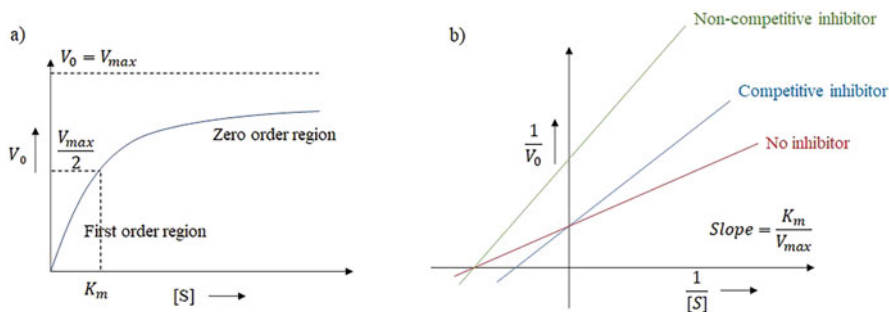 a)
V₀ = Vmax
Vmax/2
V₀
Zero order region
First order region
Km
[S]
b)
Non-competitive inhibitor
Competitive inhibitor
No inhibitor
1/V₀
Slope = Km/Vmax
1/[S]